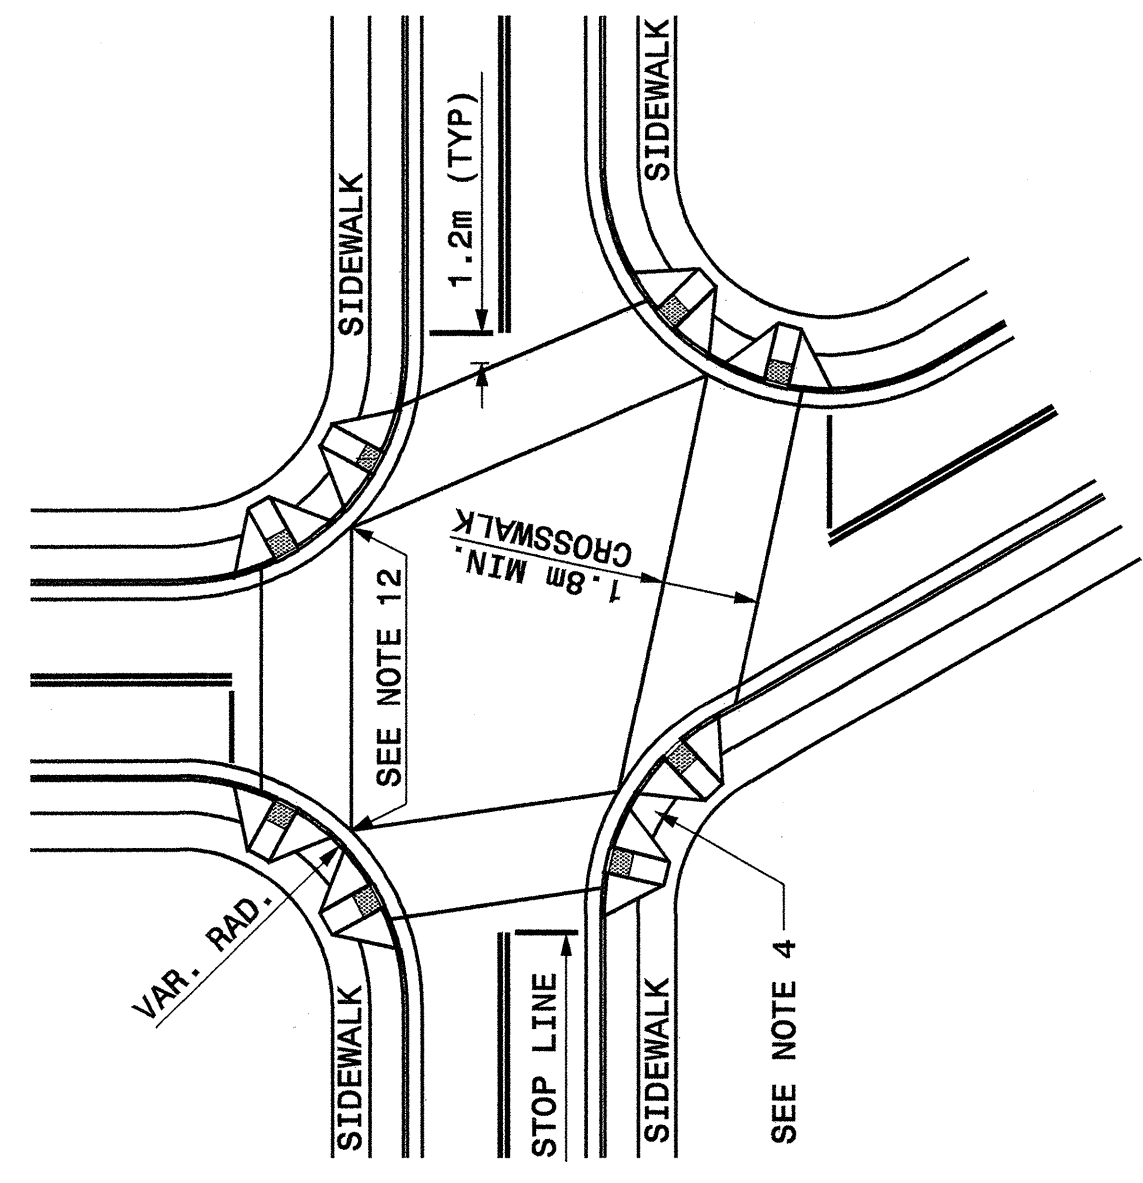 SIDEWALK
1.2m (TYP)
SIDEWALK
1.8m MIN.
CROSSWALK
SEE NOTE 12
VAR. RAD.
SIDEWALK
STOP LINE
SIDEWALK
SEE NOTE 4